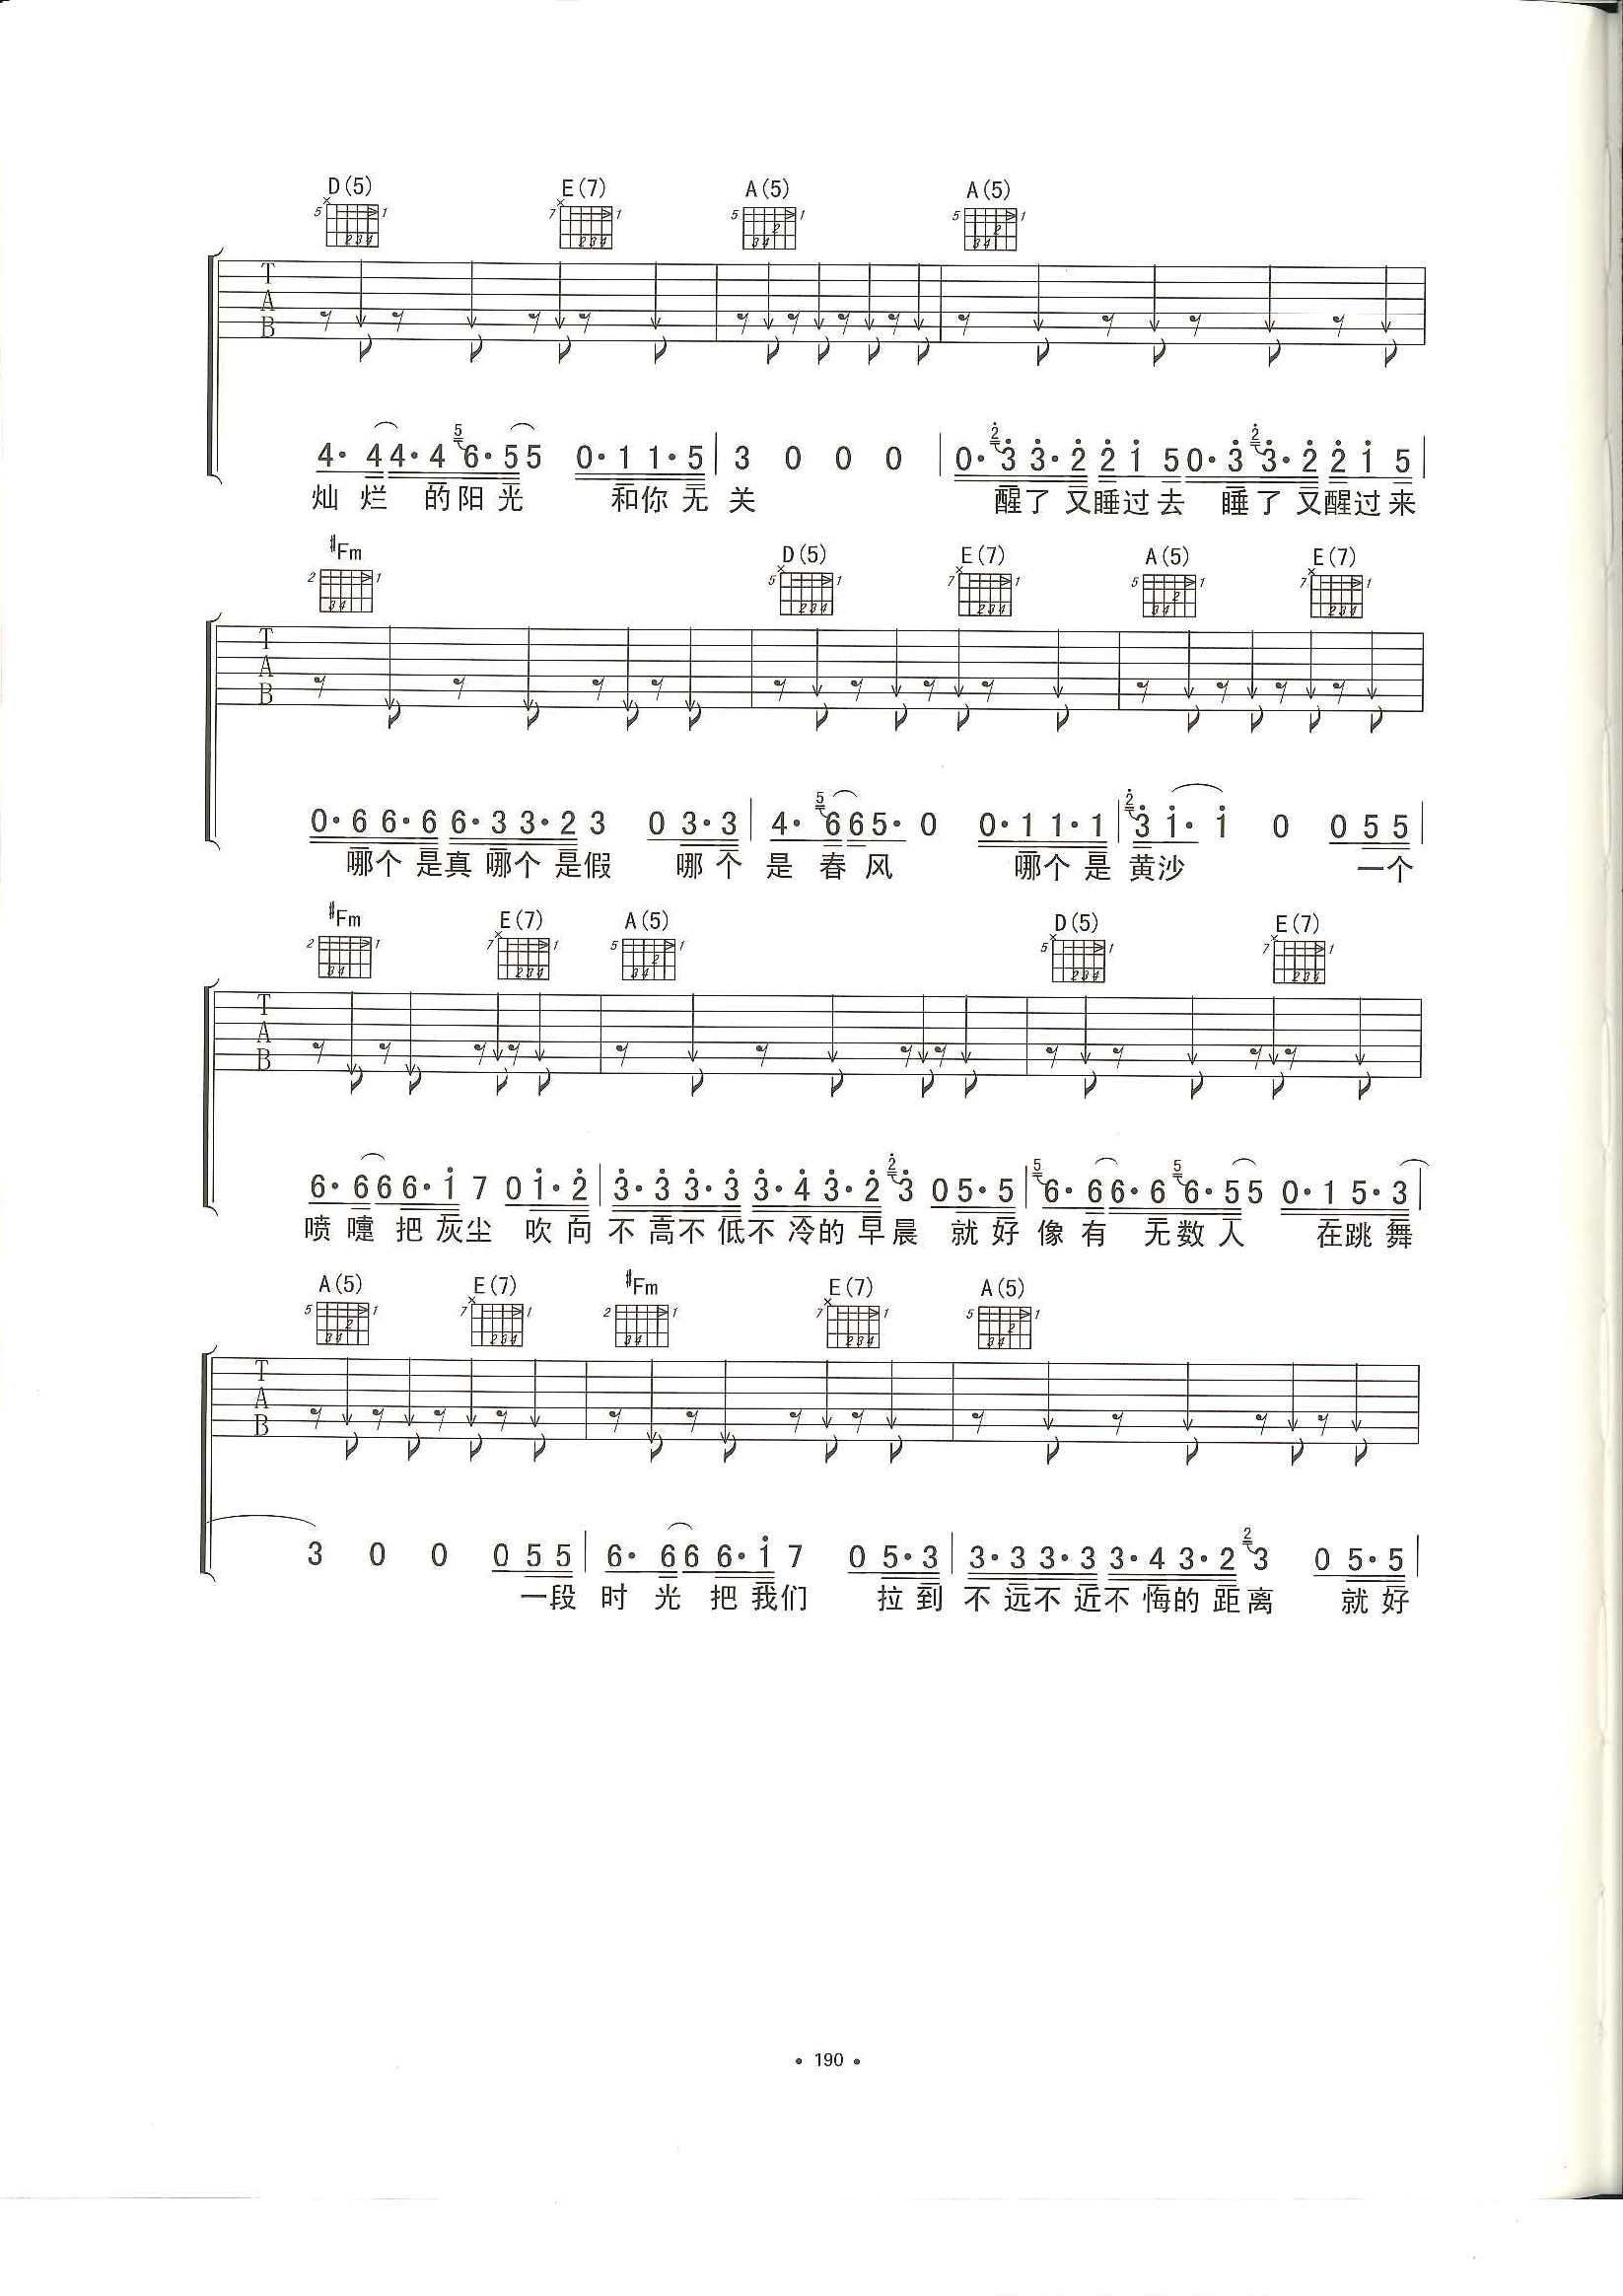 D(5) E(7) A(5) A(5)
4· 4 4·4 5 6·5 5 0·1 1·5 | 3 0 0 0 | 0· 2̇ 3̇ 3̇·2̇ 2̇ 1̇ 5 0·3̇ 2̇ 3̇·2̇ 2̇ 1̇ 5 |
灿烂 的阳光 和你无关 醒了又睡过去 睡了又醒过来
#Fm D(5) E(7) A(5) E(7)
0·6 6·6 6·3 3·2 3 0 3·3 | 4· 5 6 6 5· 0 0·1 1·1 | 2̇ 3̇ 1̇· 1̇ 0 0 5 5 |
哪个是真哪个是假 哪个是春风 哪个是黄沙 一个
#Fm E(7) A(5) D(5) E(7)
6· 6 6 6·1̇ 7 0 1̇·2̇ | 3̇·3̇ 3̇·3̇ 3̇·4̇ 3̇·2̇ 2̇ 3̇ 0 5·5 | 5 6· 6 6·6 5 6·5 5 0·1 5·3 |
喷嚏把灰尘 吹向不高不低不冷的早晨 就好像有 无数人 在跳舞
A(5) E(7) #Fm E(7) A(5)
3 0 0 0 5 5 | 6· 6 6 6·1̇ 7 0 5·3 | 3·3 3·3 3·4 3·2 2 3 0 5·5 |
一段时光把我们 拉到不远不近不悔的距离 就好
• 190 •